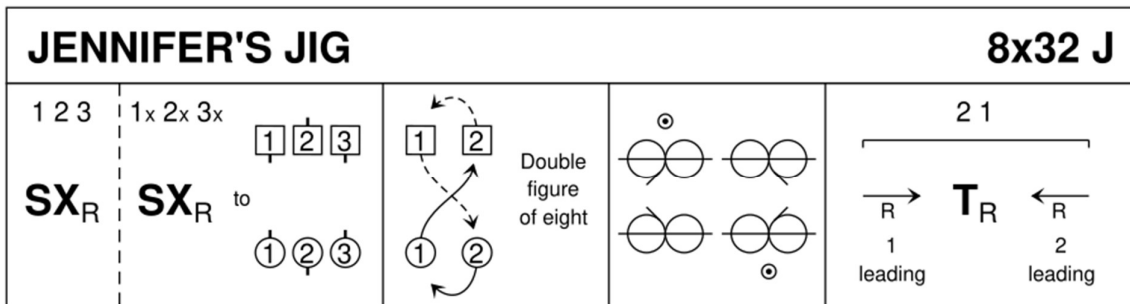 JENNIFER'S JIG 8x32 J
1 2 3
SXR
1x 2x 3x
SXR to
1 2 3
1 2 3
1 2
1 2
Double
figure
of eight
2 1
R TR R
1 2
leading leading